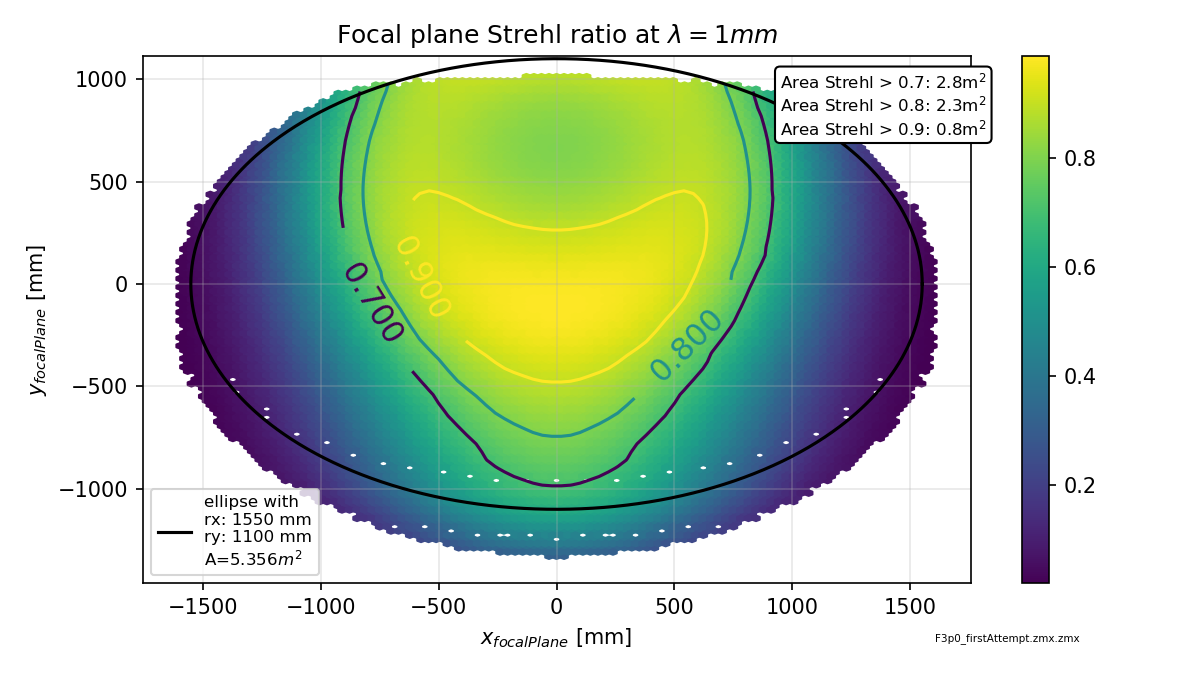 Focal plane Strehl ratio at λ = 1mm
Area Strehl > 0.7: 2.8m²
Area Strehl > 0.8: 2.3m²
Area Strehl > 0.9: 0.8m²
1000
500
0
−500
−1000
y_focalPlane [mm]
0.900
0.700
0.800
ellipse with
rx: 1550 mm
ry: 1100 mm
A=5.356m²
−1500 −1000 −500 0 500 1000 1500
x_focalPlane [mm]
0.8
0.6
0.4
0.2
F3p0_firstAttempt.zmx.zmx